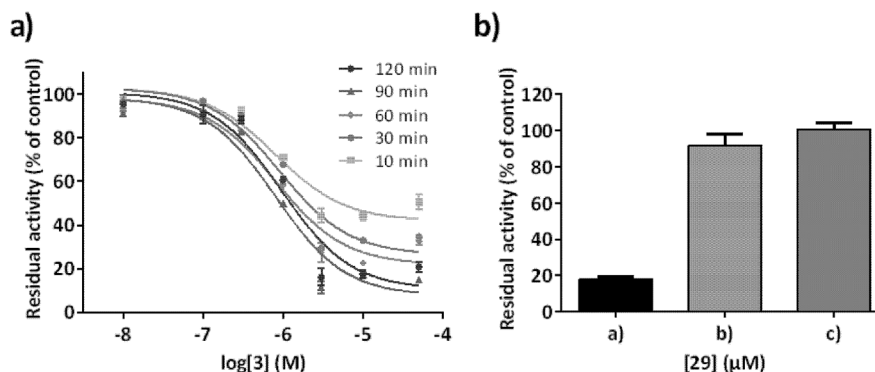 a)
Residual activity (% of control)
100
80
60
40
20
0
-8 -7 -6 -5 -4
log[3] (M)
120 min
90 min
60 min
30 min
10 min
b)
Residual activity (% of control)
120
100
80
60
40
20
0
a) b) c)
[29] (µM)